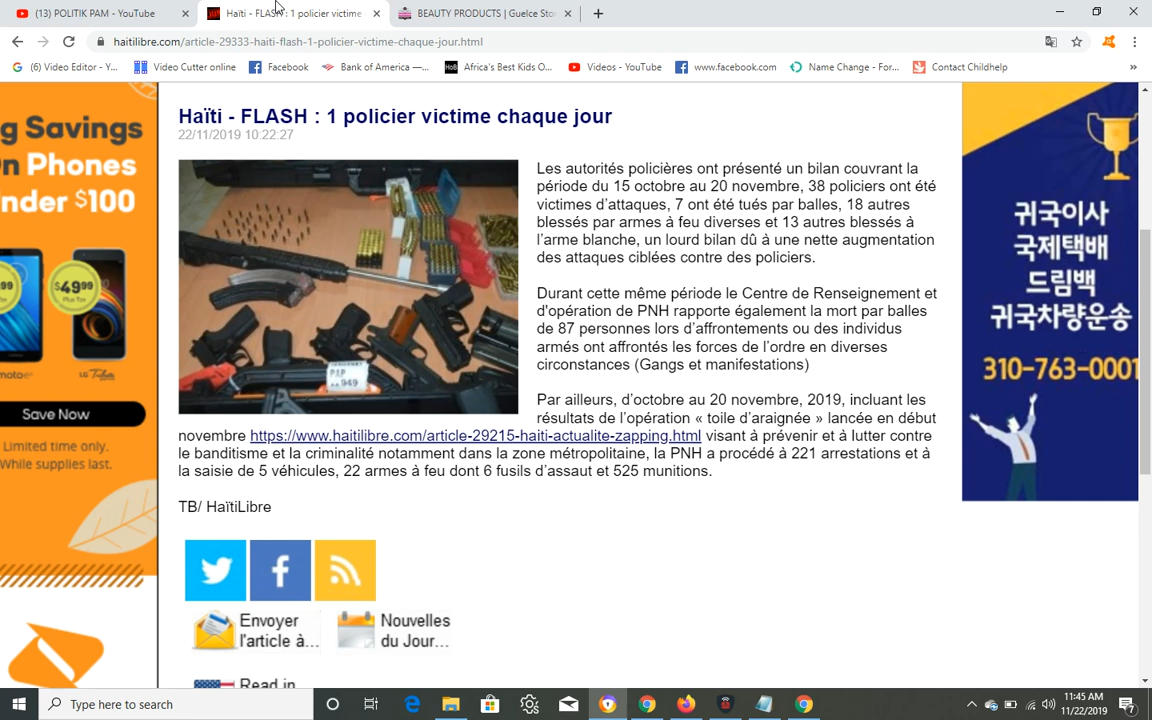 (13) POLITIK PAM - YouTube
Haïti - FLASH : 1 policier victime
BEAUTY PRODUCTS | Guelce Sto
haitilibre.com/article-29333-haiti-flash-1-policier-victime-chaque-jour.html
(6) Video Editor - Y...
Video Cutter online
Facebook
Bank of America —...
Africa's Best Kids O...
Videos - YouTube
www.facebook.com
Name Change - For...
Contact Childhelp
»
g Savings
n Phones
nder $100
99
$49.99
Plus Tax
moto e
LG
Save Now
Limited time only.
While supplies last.
Haïti - FLASH : 1 policier victime chaque jour
22/11/2019 10:22:27
P.I.P
949
Les autorités policières ont présenté un bilan couvrant la
période du 15 octobre au 20 novembre, 38 policiers ont été
victimes d'attaques, 7 ont été tués par balles, 18 autres
blessés par armes à feu diverses et 13 autres blessés à
l'arme blanche, un lourd bilan dû à une nette augmentation
des attaques ciblées contre des policiers.
Durant cette même période le Centre de Renseignement et
d'opération de PNH rapporte également la mort par balles
de 87 personnes lors d'affrontements ou des individus
armés ont affrontés les forces de l'ordre en diverses
circonstances (Gangs et manifestations)
Par ailleurs, d'octobre au 20 novembre, 2019, incluant les
résultats de l'opération « toile d'araignée » lancée en début
novembre https://www.haitilibre.com/article-29215-haiti-actualite-zapping.html visant à prévenir et à lutter contre
le banditisme et la criminalité notamment dans la zone métropolitaine, la PNH a procédé à 221 arrestations et à
la saisie de 5 véhicules, 22 armes à feu dont 6 fusils d'assaut et 525 munitions.
TB/ HaïtiLibre
Envoyer
l'article à...
Nouvelles
du Jour...
Read in
귀국이사
국제택배
드림백
귀국차량운송
310-763-0001
Type here to search
11:45 AM
11/22/2019
7